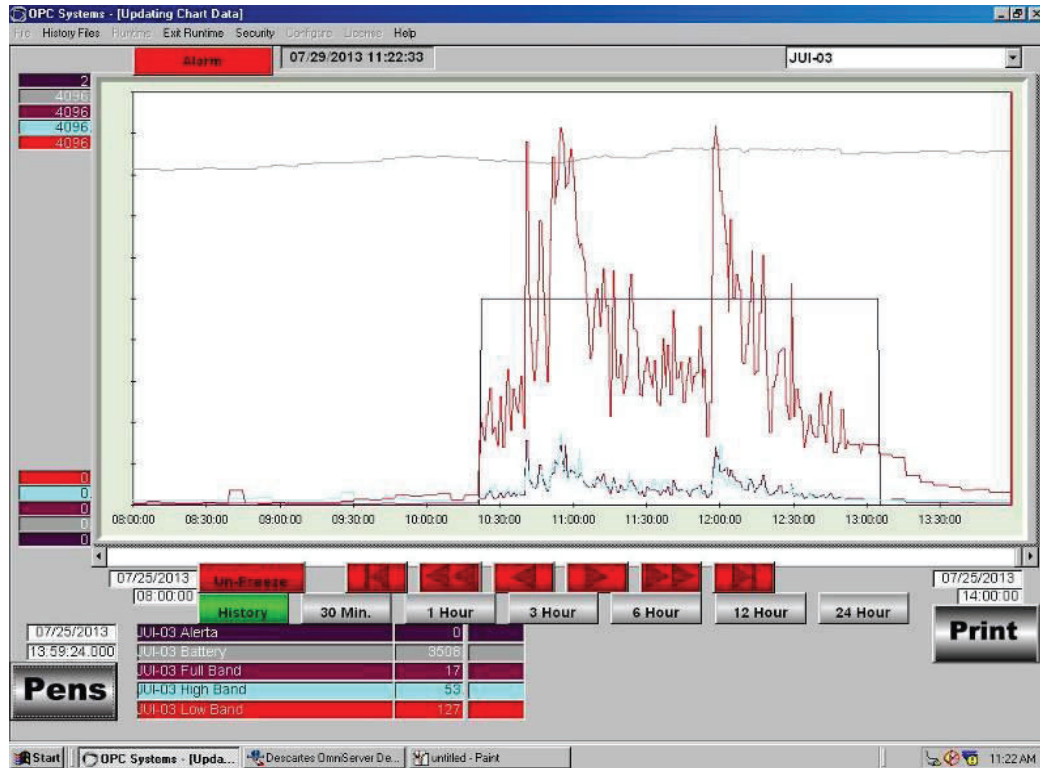 OPC Systems - [Updating Chart Data]
File History Files Runtime Exit Runtime Security Configure License Help
Alarm 07/29/2013 11:22:33 JUI-03
2
4096
4096
4096
4096
0
0
0
0
0
08:00:00 08:30:00 09:00:00 09:30:00 10:00:00 10:30:00 11:00:00 11:30:00 12:00:00 12:30:00 13:00:00 13:30:00
07/25/2013 Un-Freeze 07/25/2013
08:00:00 14:00:00
History 30 Min. 1 Hour 3 Hour 6 Hour 12 Hour 24 Hour
Print
07/25/2013 JUI-03 Alerta 0
13:59:24.000 JUI-03 Battery 3508
Pens
JUI-03 Full Band 17
JUI-03 High Band 53
JUI-03 Low Band 127
Start OPC Systems - [Upda... Descartes OmniServer De... untitled - Paint 11:22 AM